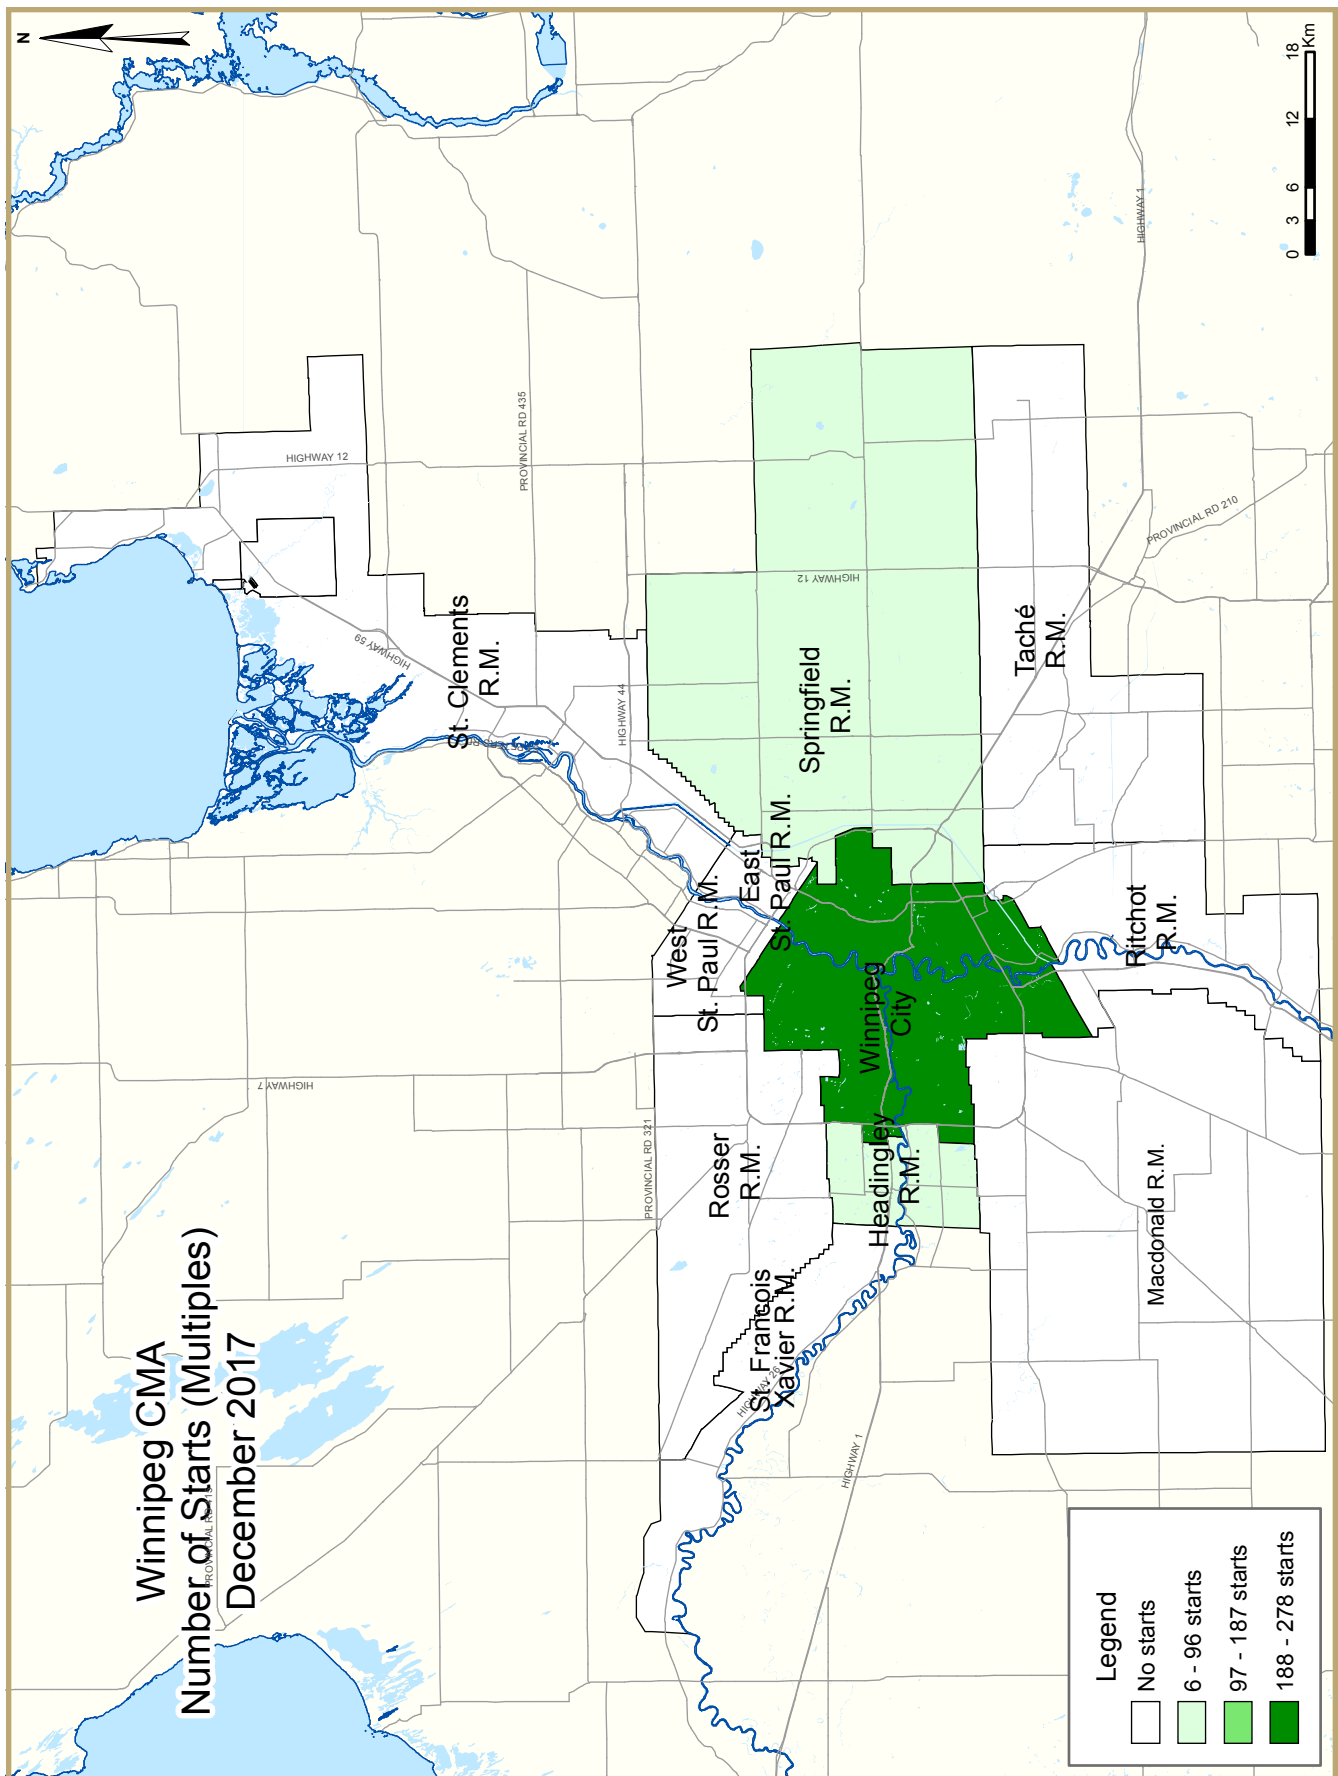 Winnipeg CMA
Number of Starts (Multiples)
December 2017
N
HIGHWAY 12
PROVINCIAL RD 435
HIGHWAY 59
St. Clements
R.M.
HIGHWAY 44
HIGHWAY 7
PROVINCIAL RD 321
West
St. Paul R.M.
East
St. Paul R.M.
Springfield
R.M.
HIGHWAY 12
Rosser
R.M.
St. François
Xavier R.M.
HIGHWAY 26
HIGHWAY 1
Headingley
R.M.
Winnipeg
City
Taché
R.M.
HIGHWAY 1
PROVINCIAL RD 210
Ritchot
R.M.
Macdonald R.M.
Legend
No starts
6 - 96 starts
97 - 187 starts
188 - 278 starts
0 3 6 12 18
Km